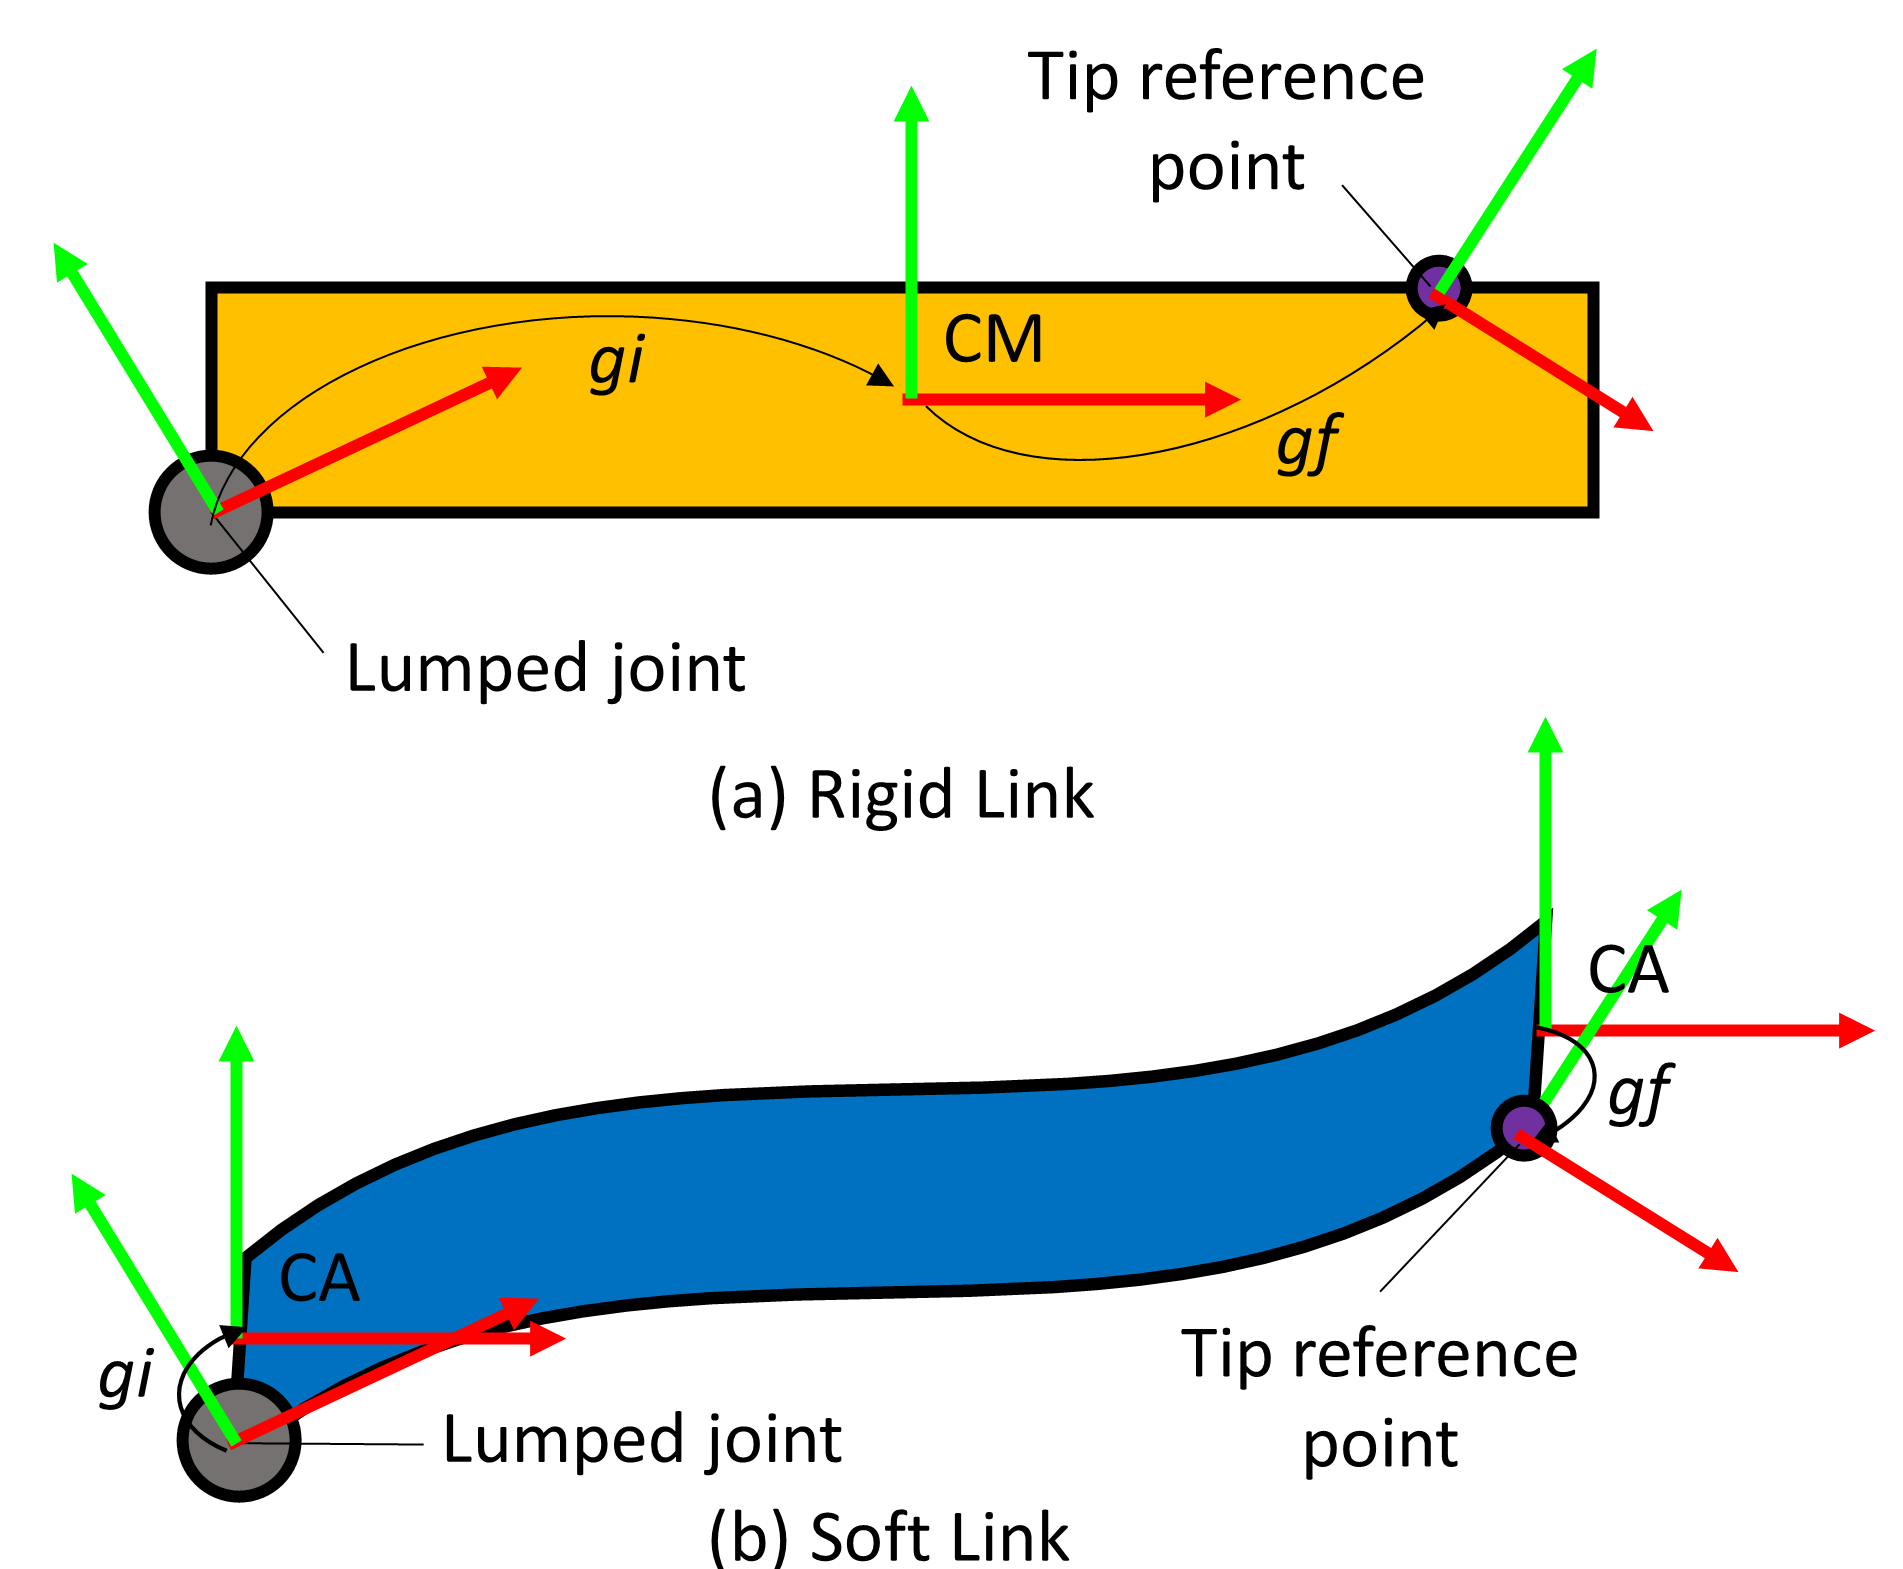 Tip reference
point
CM
gi
gf
Lumped joint
(a) Rigid Link
CA
gf
CA
gi
Tip reference
point
Lumped joint
(b) Soft Link